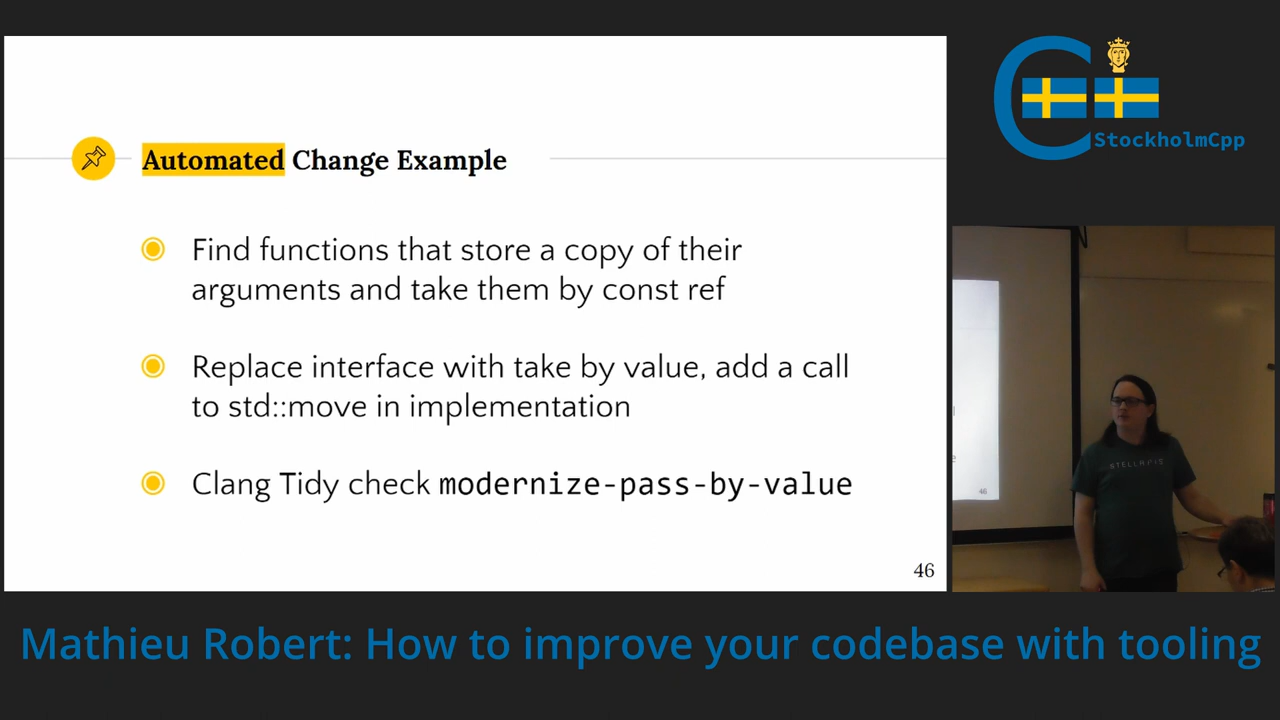 StockholmCpp
Automated Change Example
Find functions that store a copy of their
arguments and take them by const ref
Replace interface with take by value, add a call
to std::move in implementation
Clang Tidy check modernize-pass-by-value
46
46
Mathieu Robert: How to improve your codebase with tooling